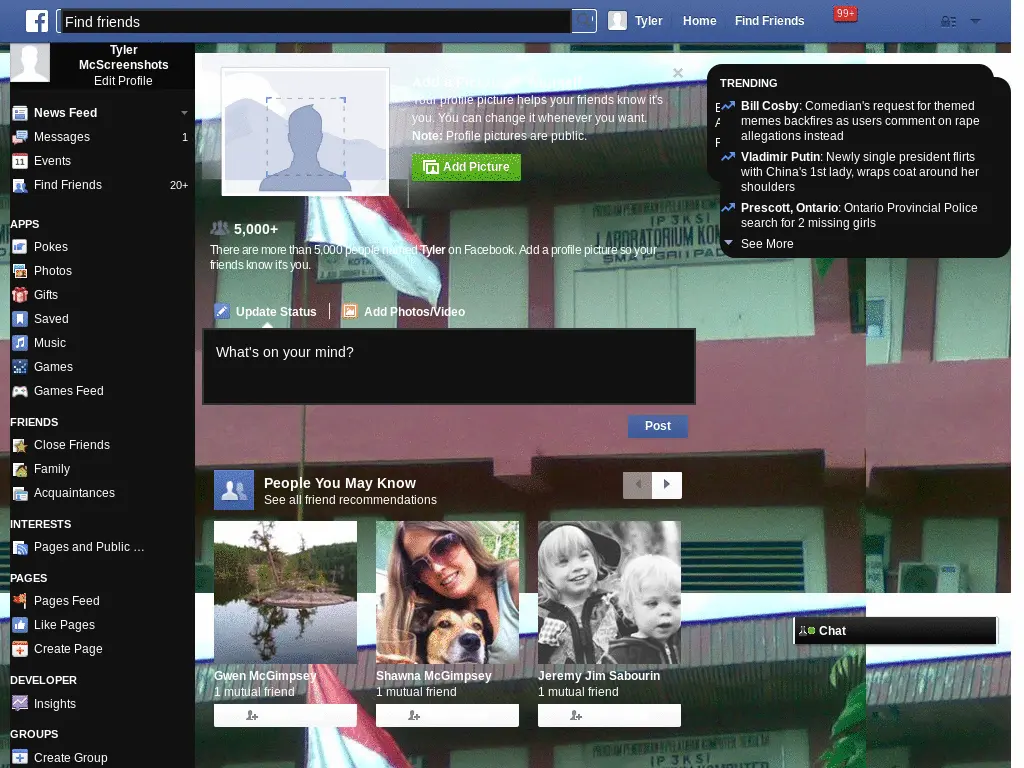 Find friends
Tyler
Home
Find Friends
99+
Tyler
McScreenshots
Edit Profile
News Feed
Messages 1
Events
Find Friends 20+
APPS
Pokes
Photos
Gifts
Saved
Music
Games
Games Feed
FRIENDS
Close Friends
Family
Acquaintances
INTERESTS
Pages and Public ...
PAGES
Pages Feed
Like Pages
Create Page
DEVELOPER
Insights
GROUPS
Create Group
Your profile picture helps your friends know it's
you. You can change it whenever you want.
Note: Profile pictures are public.
Add Picture
5,000+
There are more than 5,000 people named Tyler on Facebook. Add a profile picture so your
friends know it's you.
Update Status
Add Photos/Video
What's on your mind?
Post
People You May Know
See all friend recommendations
Gwen McGimpsey
1 mutual friend
Shawna McGimpsey
1 mutual friend
Jeremy Jim Sabourin
1 mutual friend
TRENDING
Bill Cosby: Comedian's request for themed
memes backfires as users comment on rape
allegations instead
Vladimir Putin: Newly single president flirts
with China's 1st lady, wraps coat around her
shoulders
Prescott, Ontario: Ontario Provincial Police
search for 2 missing girls
See More
Chat